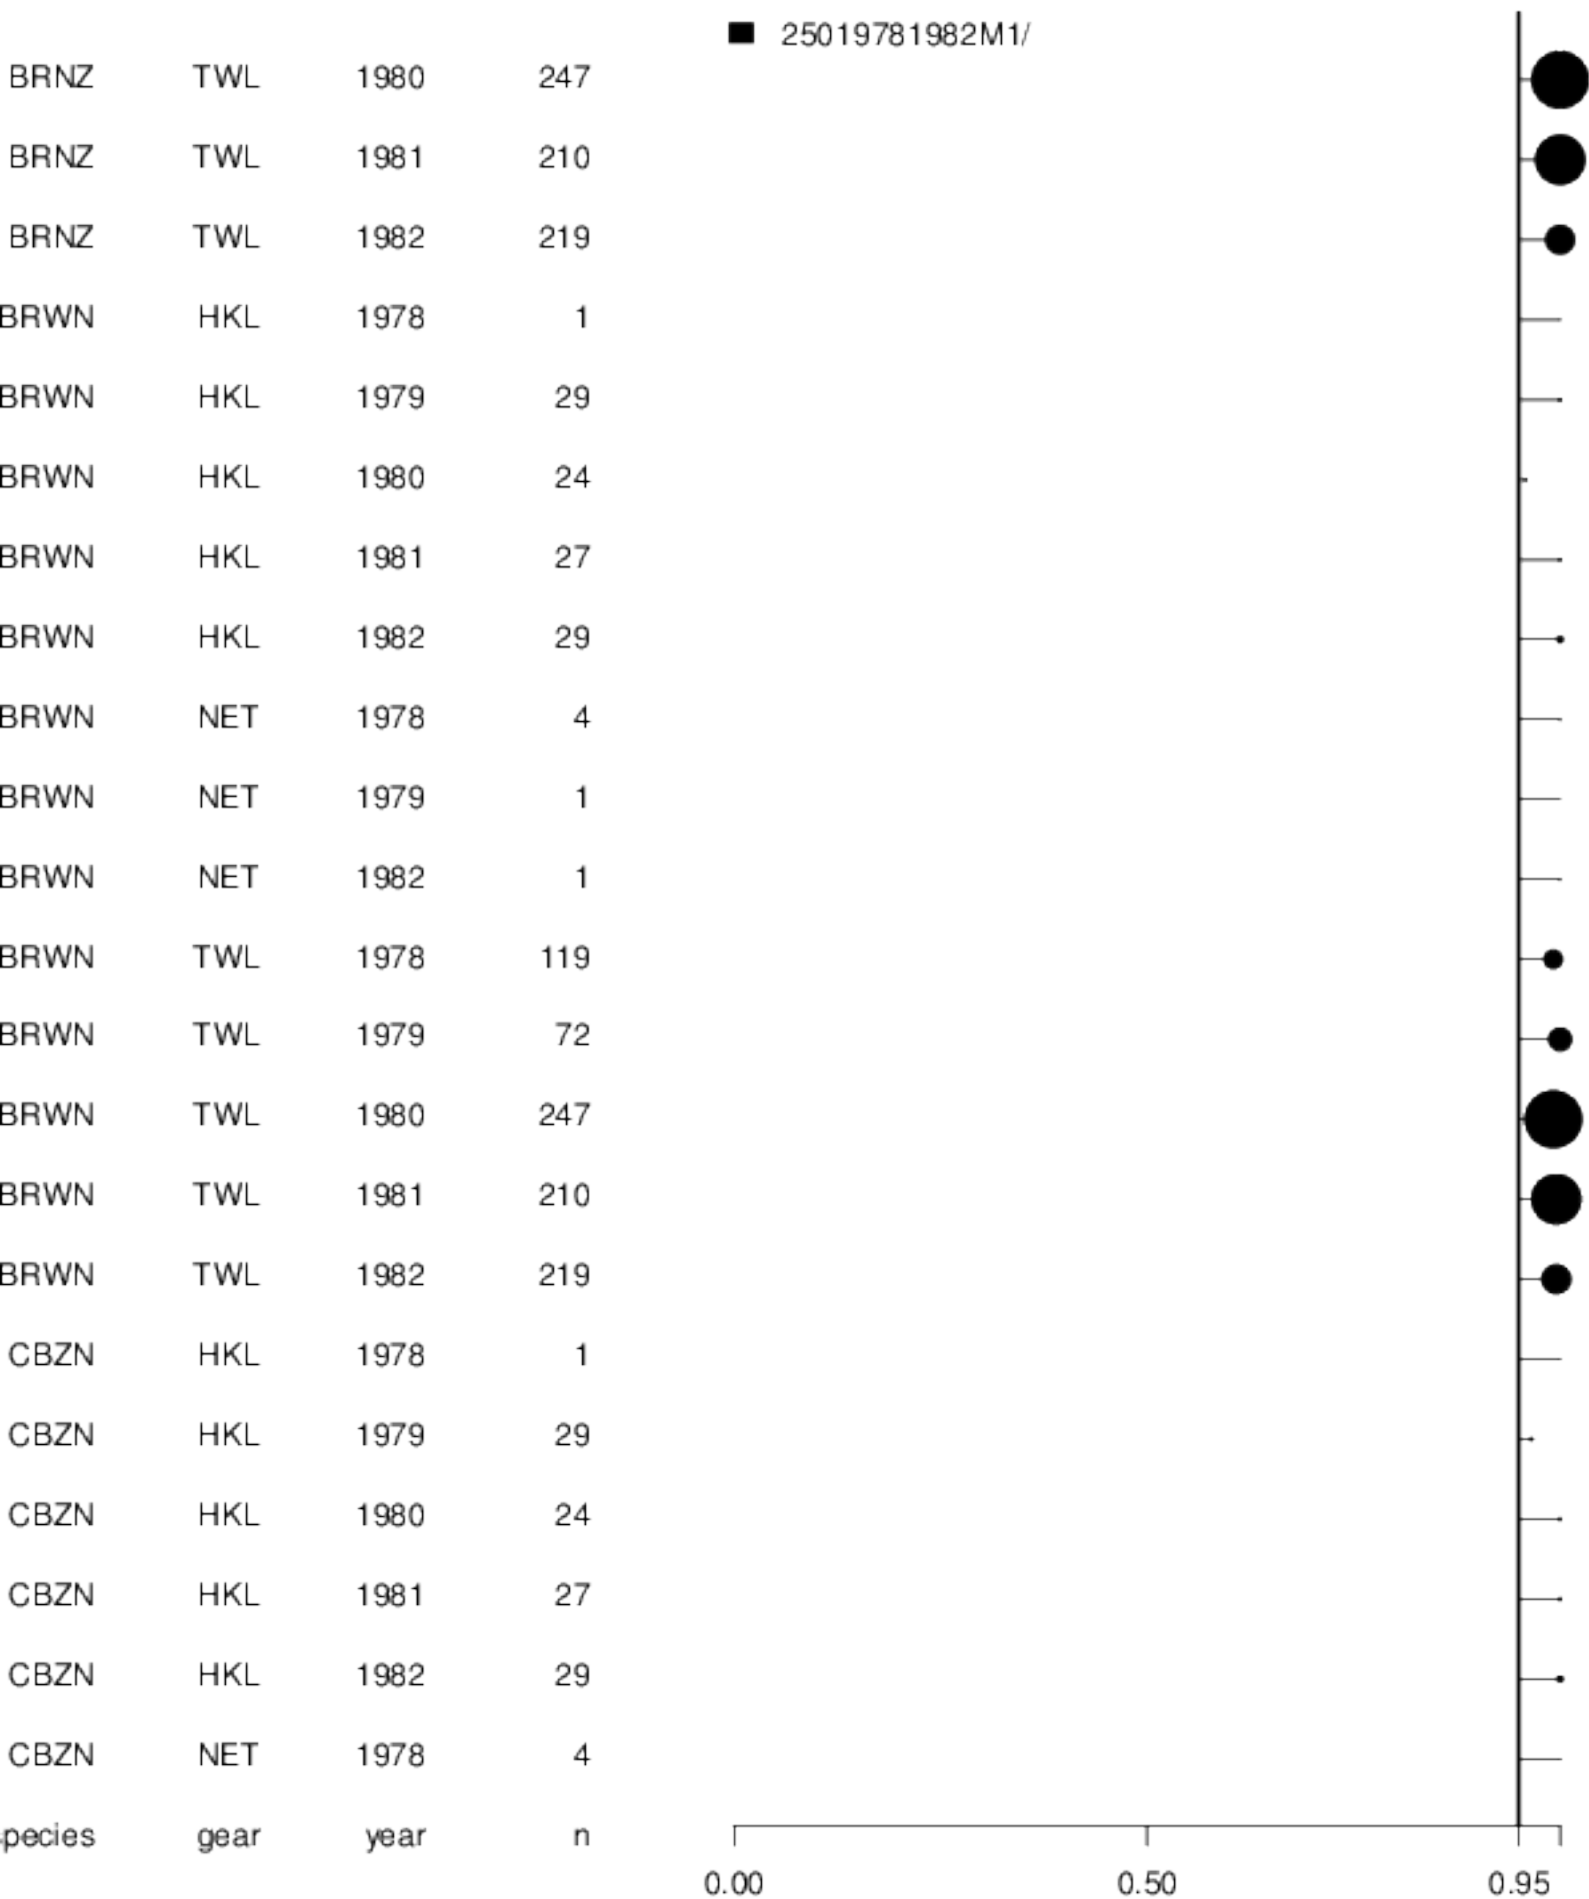 25019781982M1/
BRNZ TWL 1980 247
BRNZ TWL 1981 210
BRNZ TWL 1982 219
BRWN HKL 1978 1
BRWN HKL 1979 29
BRWN HKL 1980 24
BRWN HKL 1981 27
BRWN HKL 1982 29
BRWN NET 1978 4
BRWN NET 1979 1
BRWN NET 1982 1
BRWN TWL 1978 119
BRWN TWL 1979 72
BRWN TWL 1980 247
BRWN TWL 1981 210
BRWN TWL 1982 219
CBZN HKL 1978 1
CBZN HKL 1979 29
CBZN HKL 1980 24
CBZN HKL 1981 27
CBZN HKL 1982 29
CBZN NET 1978 4
pecies gear year n
0.00 0.50 0.95